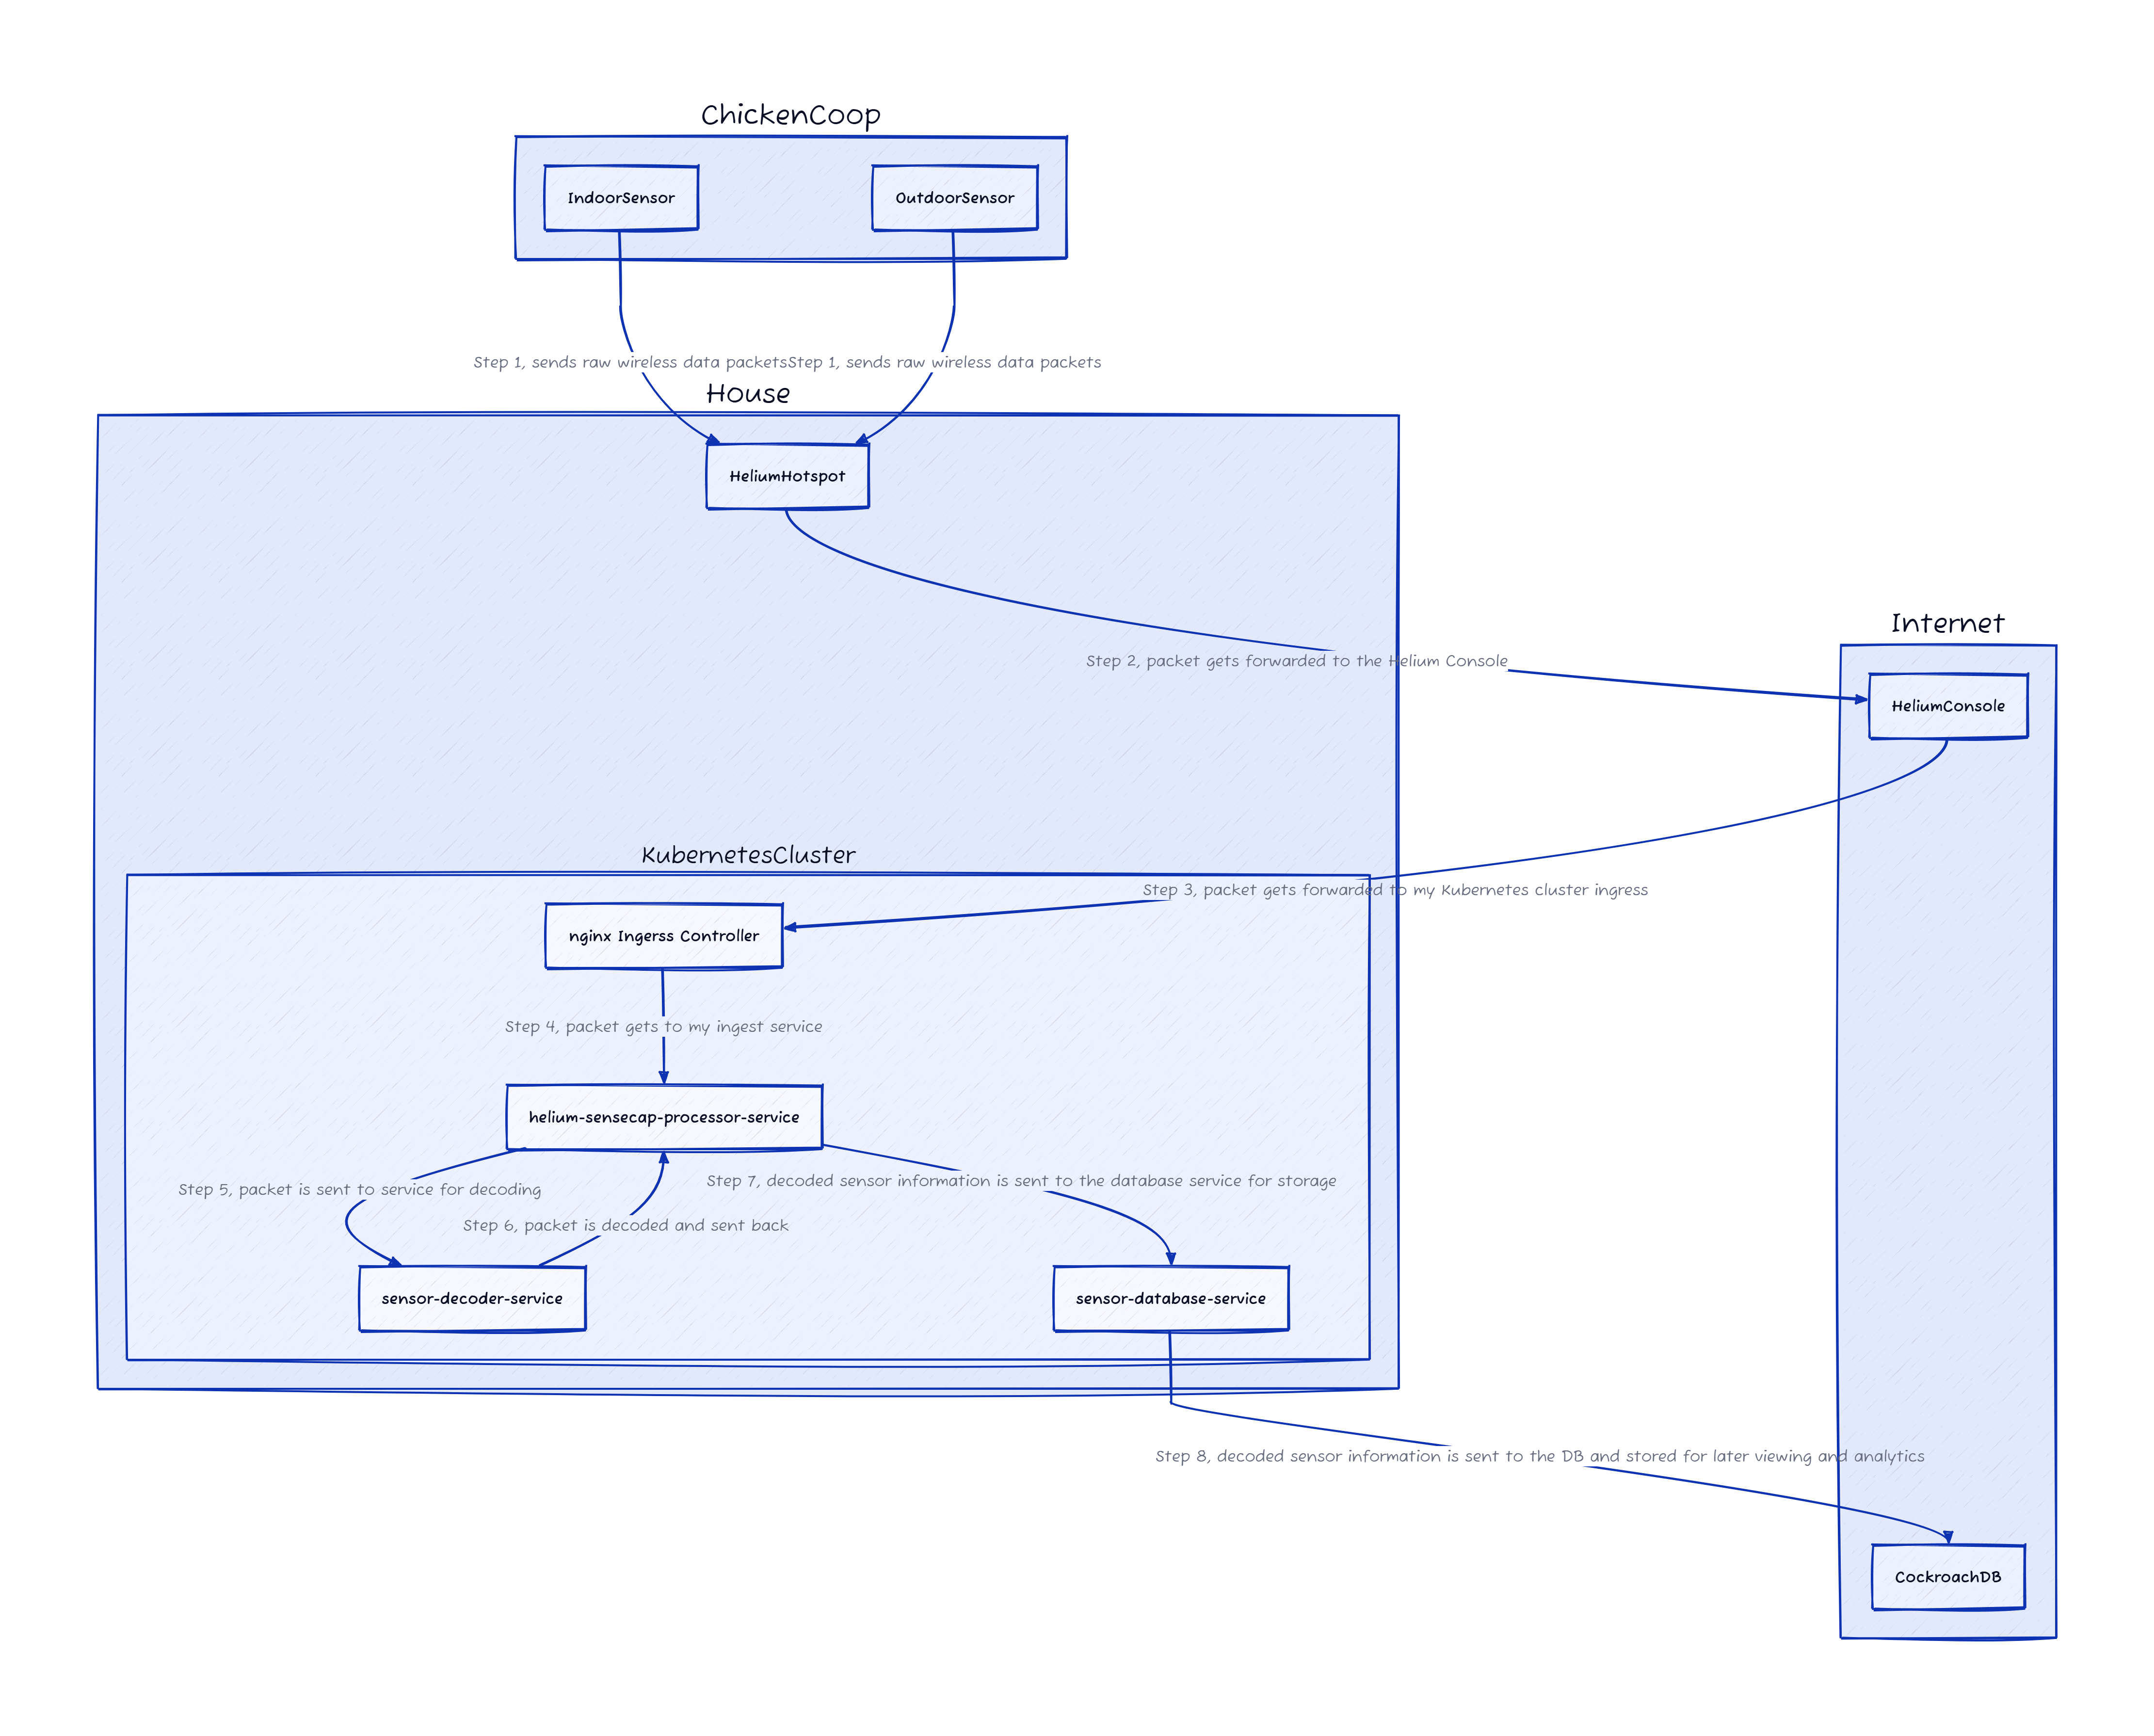 ChickenCoop
IndoorSensor
OutdoorSensor
Step 1, sends raw wireless data packets
Step 1, sends raw wireless data packets
House
HeliumHotspot
Internet
Step 2, packet gets forwarded to the Helium Console
HeliumConsole
KubernetesCluster
Step 3, packet gets forwarded to my Kubernetes cluster ingress
nginx Ingerss Controller
Step 4, packet gets to my ingest service
helium-sensecap-processor-service
Step 7, decoded sensor information is sent to the database service for storage
Step 5, packet is sent to service for decoding
Step 6, packet is decoded and sent back
sensor-decoder-service
sensor-database-service
Step 8, decoded sensor information is sent to the DB and stored for later viewing and analytics
CockroachDB